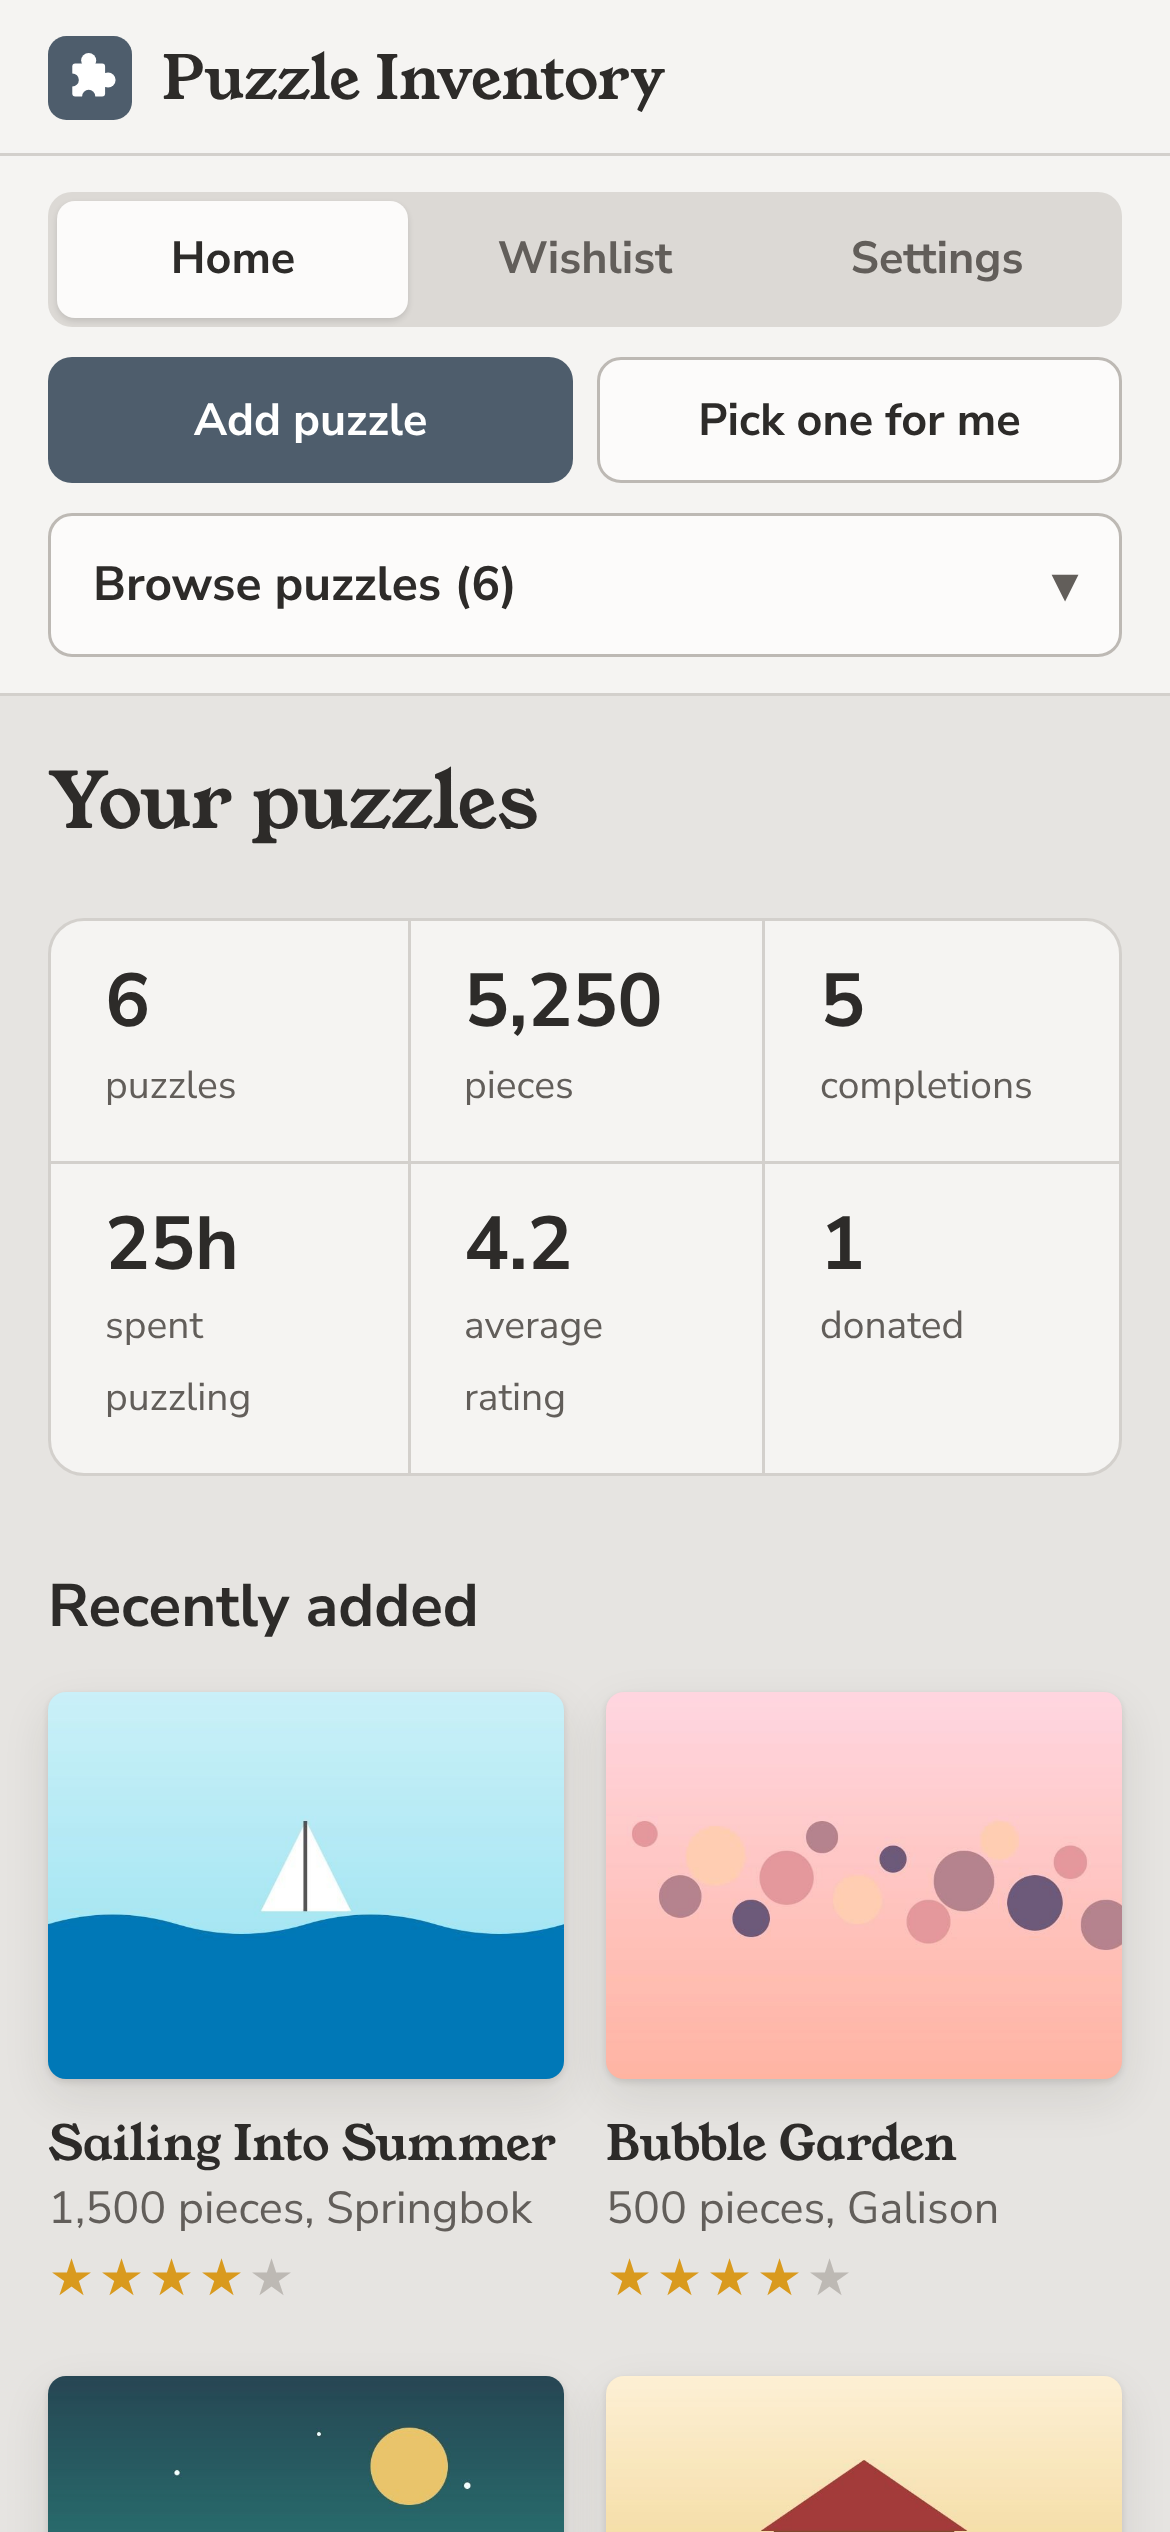 Puzzle Inventory
Home Wishlist Settings
Add puzzle Pick one for me
Browse puzzles (6) ▼
Your puzzles
6 5,250 5
puzzles pieces completions
25h 4.2 1
spent average donated
puzzling rating
Recently added
Sailing Into Summer Bubble Garden
1,500 pieces, Springbok 500 pieces, Galison
★★★★★ ★★★★★